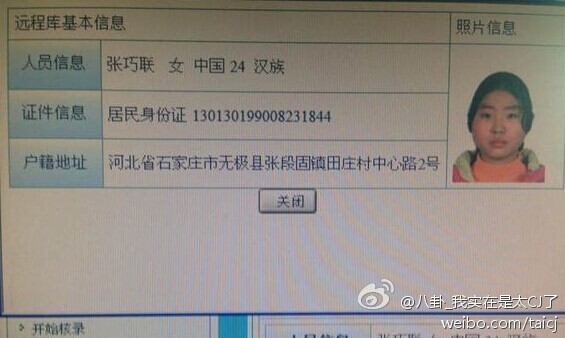 远程库基本信息 照片信息
人员信息 张巧联 女 中国 24 汉族
证件信息 居民身份证 130130199008231844
户籍地址 河北省石家庄市无极县张段固镇田庄村中心路2号
关闭
@八卦_我实在是太CJ了
weibo.com/taicj
开始核录 人员信息 张巧联 女 中国 24 汉族